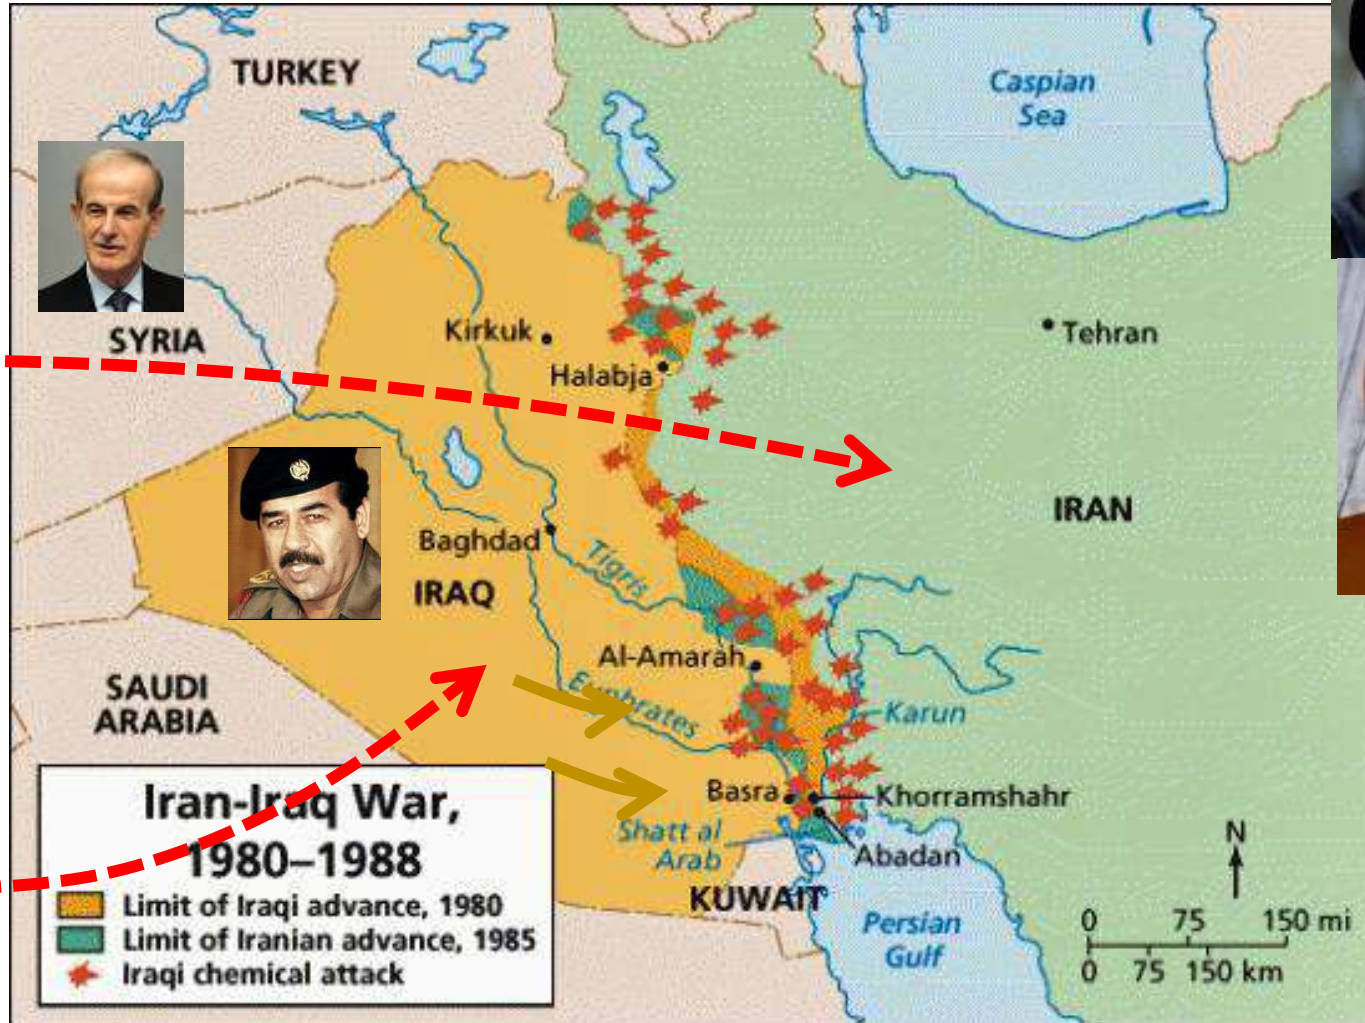 TURKEY
Caspian
Sea
SYRIA
Kirkuk
Tehran
Halabja
IRAN
Baghdad
Tigris
IRAQ
Al-Amarah
SAUDI
ARABIA
Euphrates
Karun
Basra
Khorramshahr
Shatt al
Arab
Abadan
KUWAIT
Persian
Gulf
N
0 75 150 mi
0 75 150 km
Iran-Iraq War,
1980–1988
Limit of Iraqi advance, 1980
Limit of Iranian advance, 1985
Iraqi chemical attack